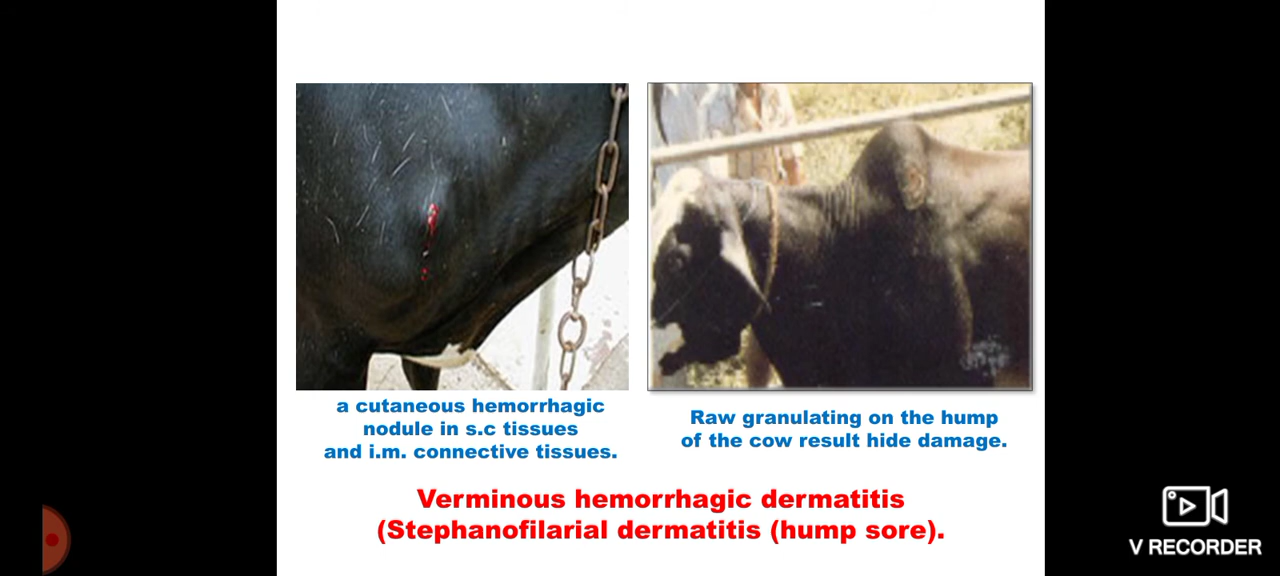 a cutaneous hemorrhagic
nodule in s.c tissues
and i.m. connective tissues.
Raw granulating on the hump
of the cow result hide damage.
Verminous hemorrhagic dermatitis
(Stephanofilarial dermatitis (hump sore).
V RECORDER